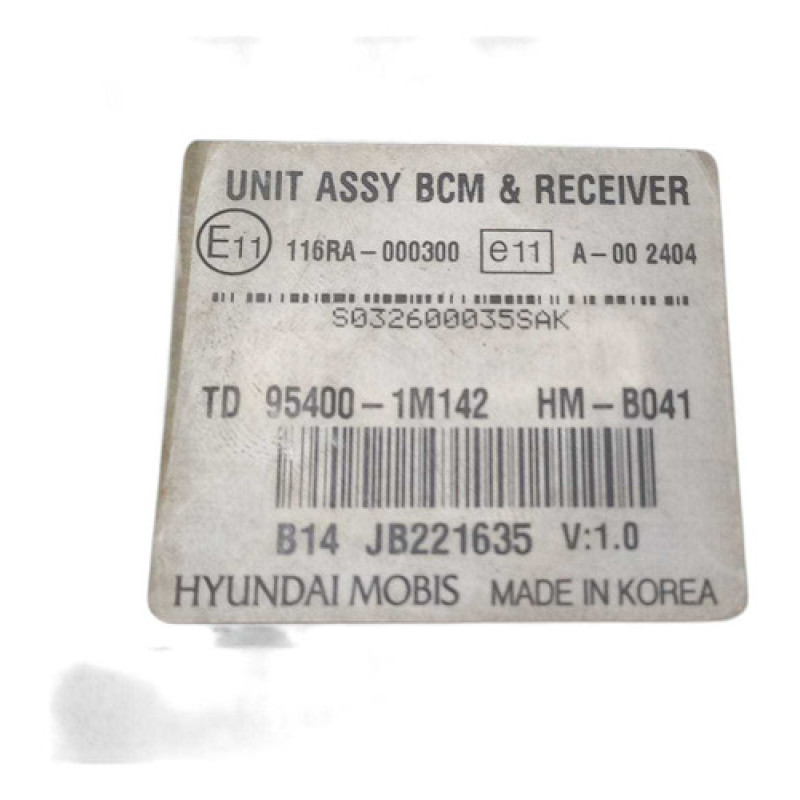 UNIT ASSY BCM & RECEIVER
E11 116RA-000300 e11 A-00 2404
S032600035SAK
TD 95400-1M142 HM-B041
B14 JB221635 V:1.0
HYUNDAI MOBIS MADE IN KOREA